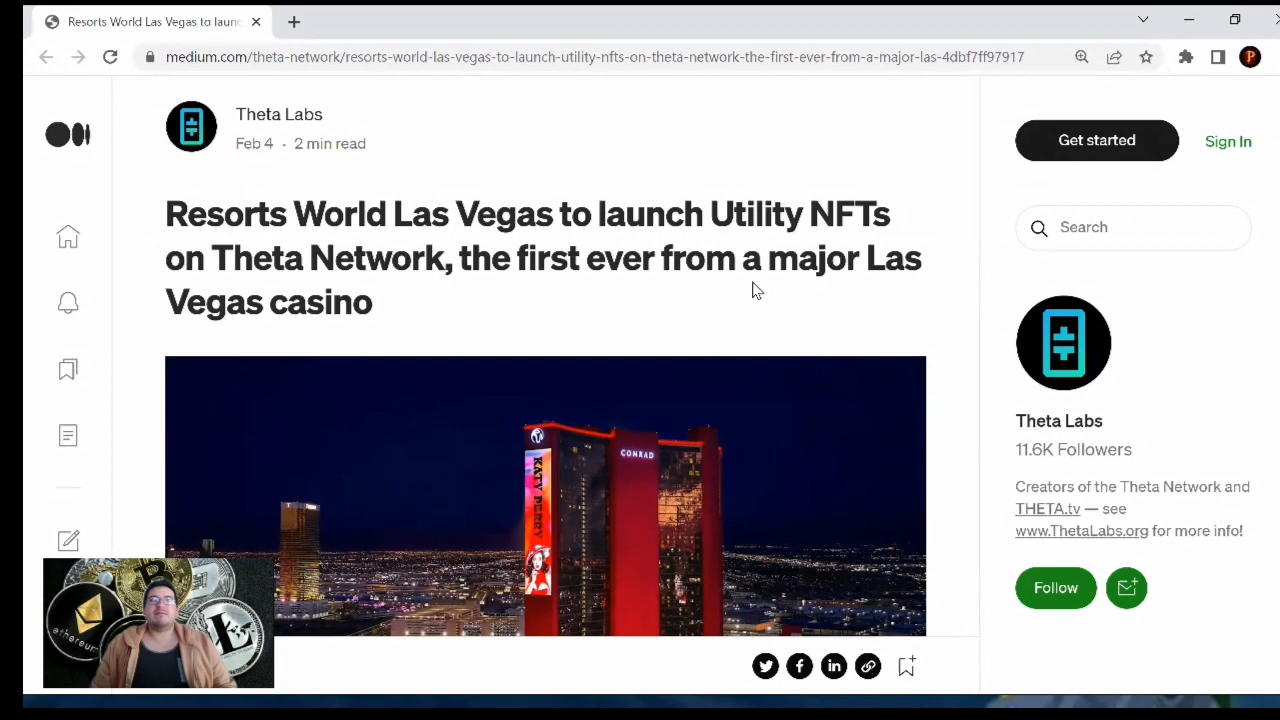 Resorts World Las Vegas to laun
medium.com/theta-network/resorts-world-las-vegas-to-launch-utility-nfts-on-theta-network-the-first-ever-from-a-major-las-4dbf7ff97917
P
Theta Labs
Feb 4 · 2 min read
Get started
Sign In
Resorts World Las Vegas to launch Utility NFTs
on Theta Network, the first ever from a major Las
Vegas casino
Search
Theta Labs
11.6K Followers
Creators of the Theta Network and
THETA.tv — see
www.ThetaLabs.org for more info!
Follow
CONRAD
KATY PERRY
ethereum